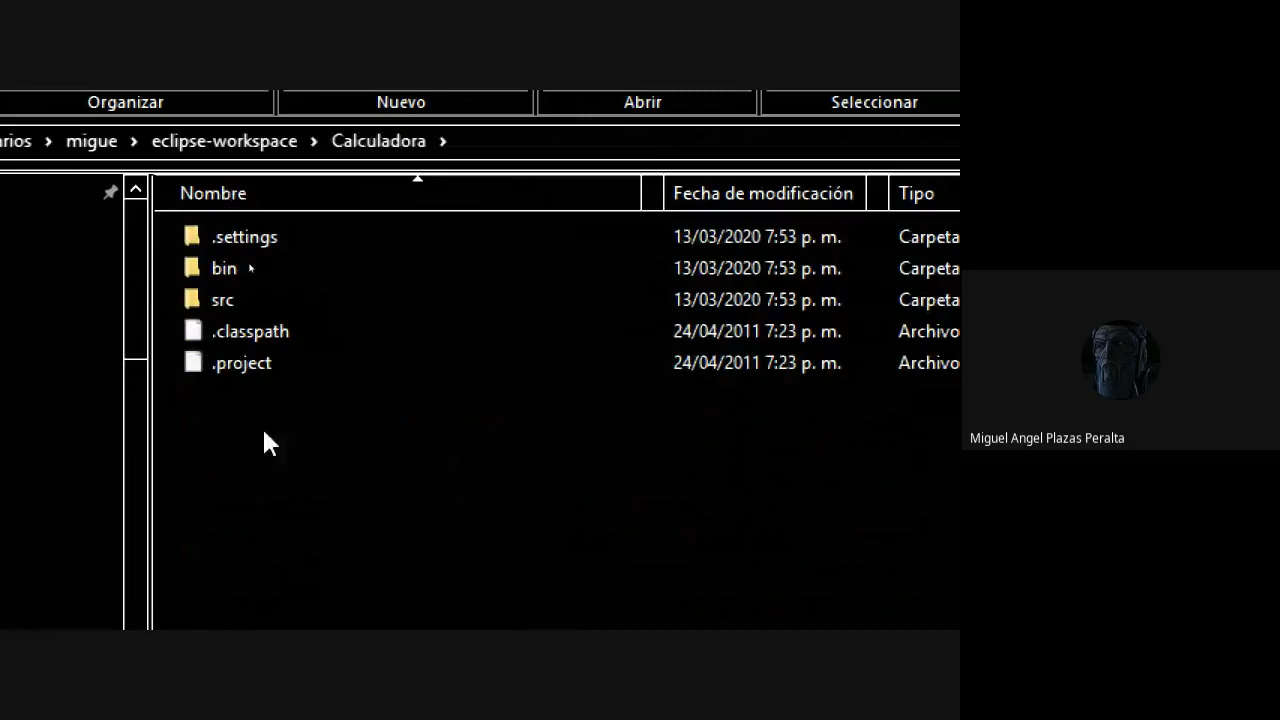 Organizar Nuevo Abrir Seleccionar
arios › migue › eclipse-workspace › Calculadora ›
Nombre Fecha de modificación Tipo
.settings 13/03/2020 7:53 p. m. Carpeta
bin 13/03/2020 7:53 p. m. Carpeta
src 13/03/2020 7:53 p. m. Carpeta
.classpath 24/04/2011 7:23 p. m. Archivo
.project 24/04/2011 7:23 p. m. Archivo
Miguel Angel Plazas Peralta